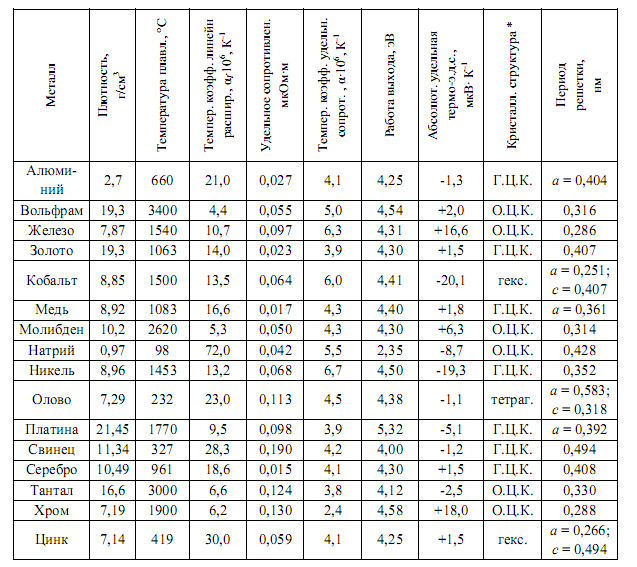 Металл | Плотность, г/см³ | Температура плавл., °С | Темпер. коэфф. линейн расшир., αℓ·10⁶, К⁻¹ | Удельное сопротивлен. мкОм·м | Темпер. коэфф. удельн. сопрот. , α·10⁶, К⁻¹ | Работа выхода, эВ | Абсолют. удельная термо-э.д.с., мкВ· К⁻¹ | Кристалл. структура * | Период решетки, нм
Алюми-
ний | 2,7 | 660 | 21,0 | 0,027 | 4,1 | 4,25 | -1,3 | Г.Ц.К. | a = 0,404
Вольфрам | 19,3 | 3400 | 4,4 | 0,055 | 5,0 | 4,54 | +2,0 | О.Ц.К. | 0,316
Железо | 7,87 | 1540 | 10,7 | 0,097 | 6,3 | 4,31 | +16,6 | О.Ц.К. | 0,286
Золото | 19,3 | 1063 | 14,0 | 0,023 | 3,9 | 4,30 | +1,5 | Г.Ц.К. | 0,407
Кобальт | 8,85 | 1500 | 13,5 | 0,064 | 6,0 | 4,41 | -20,1 | гекс. | a = 0,251;
c = 0,407
Медь | 8,92 | 1083 | 16,6 | 0,017 | 4,3 | 4,40 | +1,8 | Г.Ц.К. | a = 0,361
Молибден | 10,2 | 2620 | 5,3 | 0,050 | 4,3 | 4,30 | +6,3 | О.Ц.К. | 0,314
Натрий | 0,97 | 98 | 72,0 | 0,042 | 5,5 | 2,35 | -8,7 | О.Ц.К. | 0,428
Никель | 8,96 | 1453 | 13,2 | 0,068 | 6,7 | 4,50 | -19,3 | Г.Ц.К. | 0,352
Олово | 7,29 | 232 | 23,0 | 0,113 | 4,5 | 4,38 | -1,1 | тетраг. | a = 0,583;
c = 0,318
Платина | 21,45 | 1770 | 9,5 | 0,098 | 3,9 | 5,32 | -5,1 | Г.Ц.К. | a = 0,392
Свинец | 11,34 | 327 | 28,3 | 0,190 | 4,2 | 4,00 | -1,2 | Г.Ц.К. | 0,494
Серебро | 10,49 | 961 | 18,6 | 0,015 | 4,1 | 4,30 | +1,5 | Г.Ц.К. | 0,408
Тантал | 16,6 | 3000 | 6,6 | 0,124 | 3,8 | 4,12 | -2,5 | О.Ц.К. | 0,330
Хром | 7,19 | 1900 | 6,2 | 0,130 | 2,4 | 4,58 | +18,0 | О.Ц.К. | 0,288
Цинк | 7,14 | 419 | 30,0 | 0,059 | 4,1 | 4,25 | +1,5 | гекс. | a = 0,266;
c = 0,494